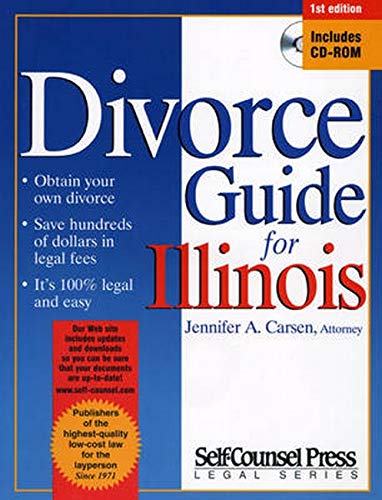 1st edition
Includes
CD-ROM
Divorce
Guide
for
Illinois
• Obtain your
own divorce
• Save hundreds
of dollars in
legal fees
• It's 100% legal
and easy
Jennifer A. Carsen, Attorney
Our Web site
includes updates
and downloads
so you can be sure
that your documents
are up-to-date!
www.self-counsel.com
Publishers of the
highest-quality
low-cost law for
the layperson
Since 1971
Self-Counsel Press
LEGAL SERIES